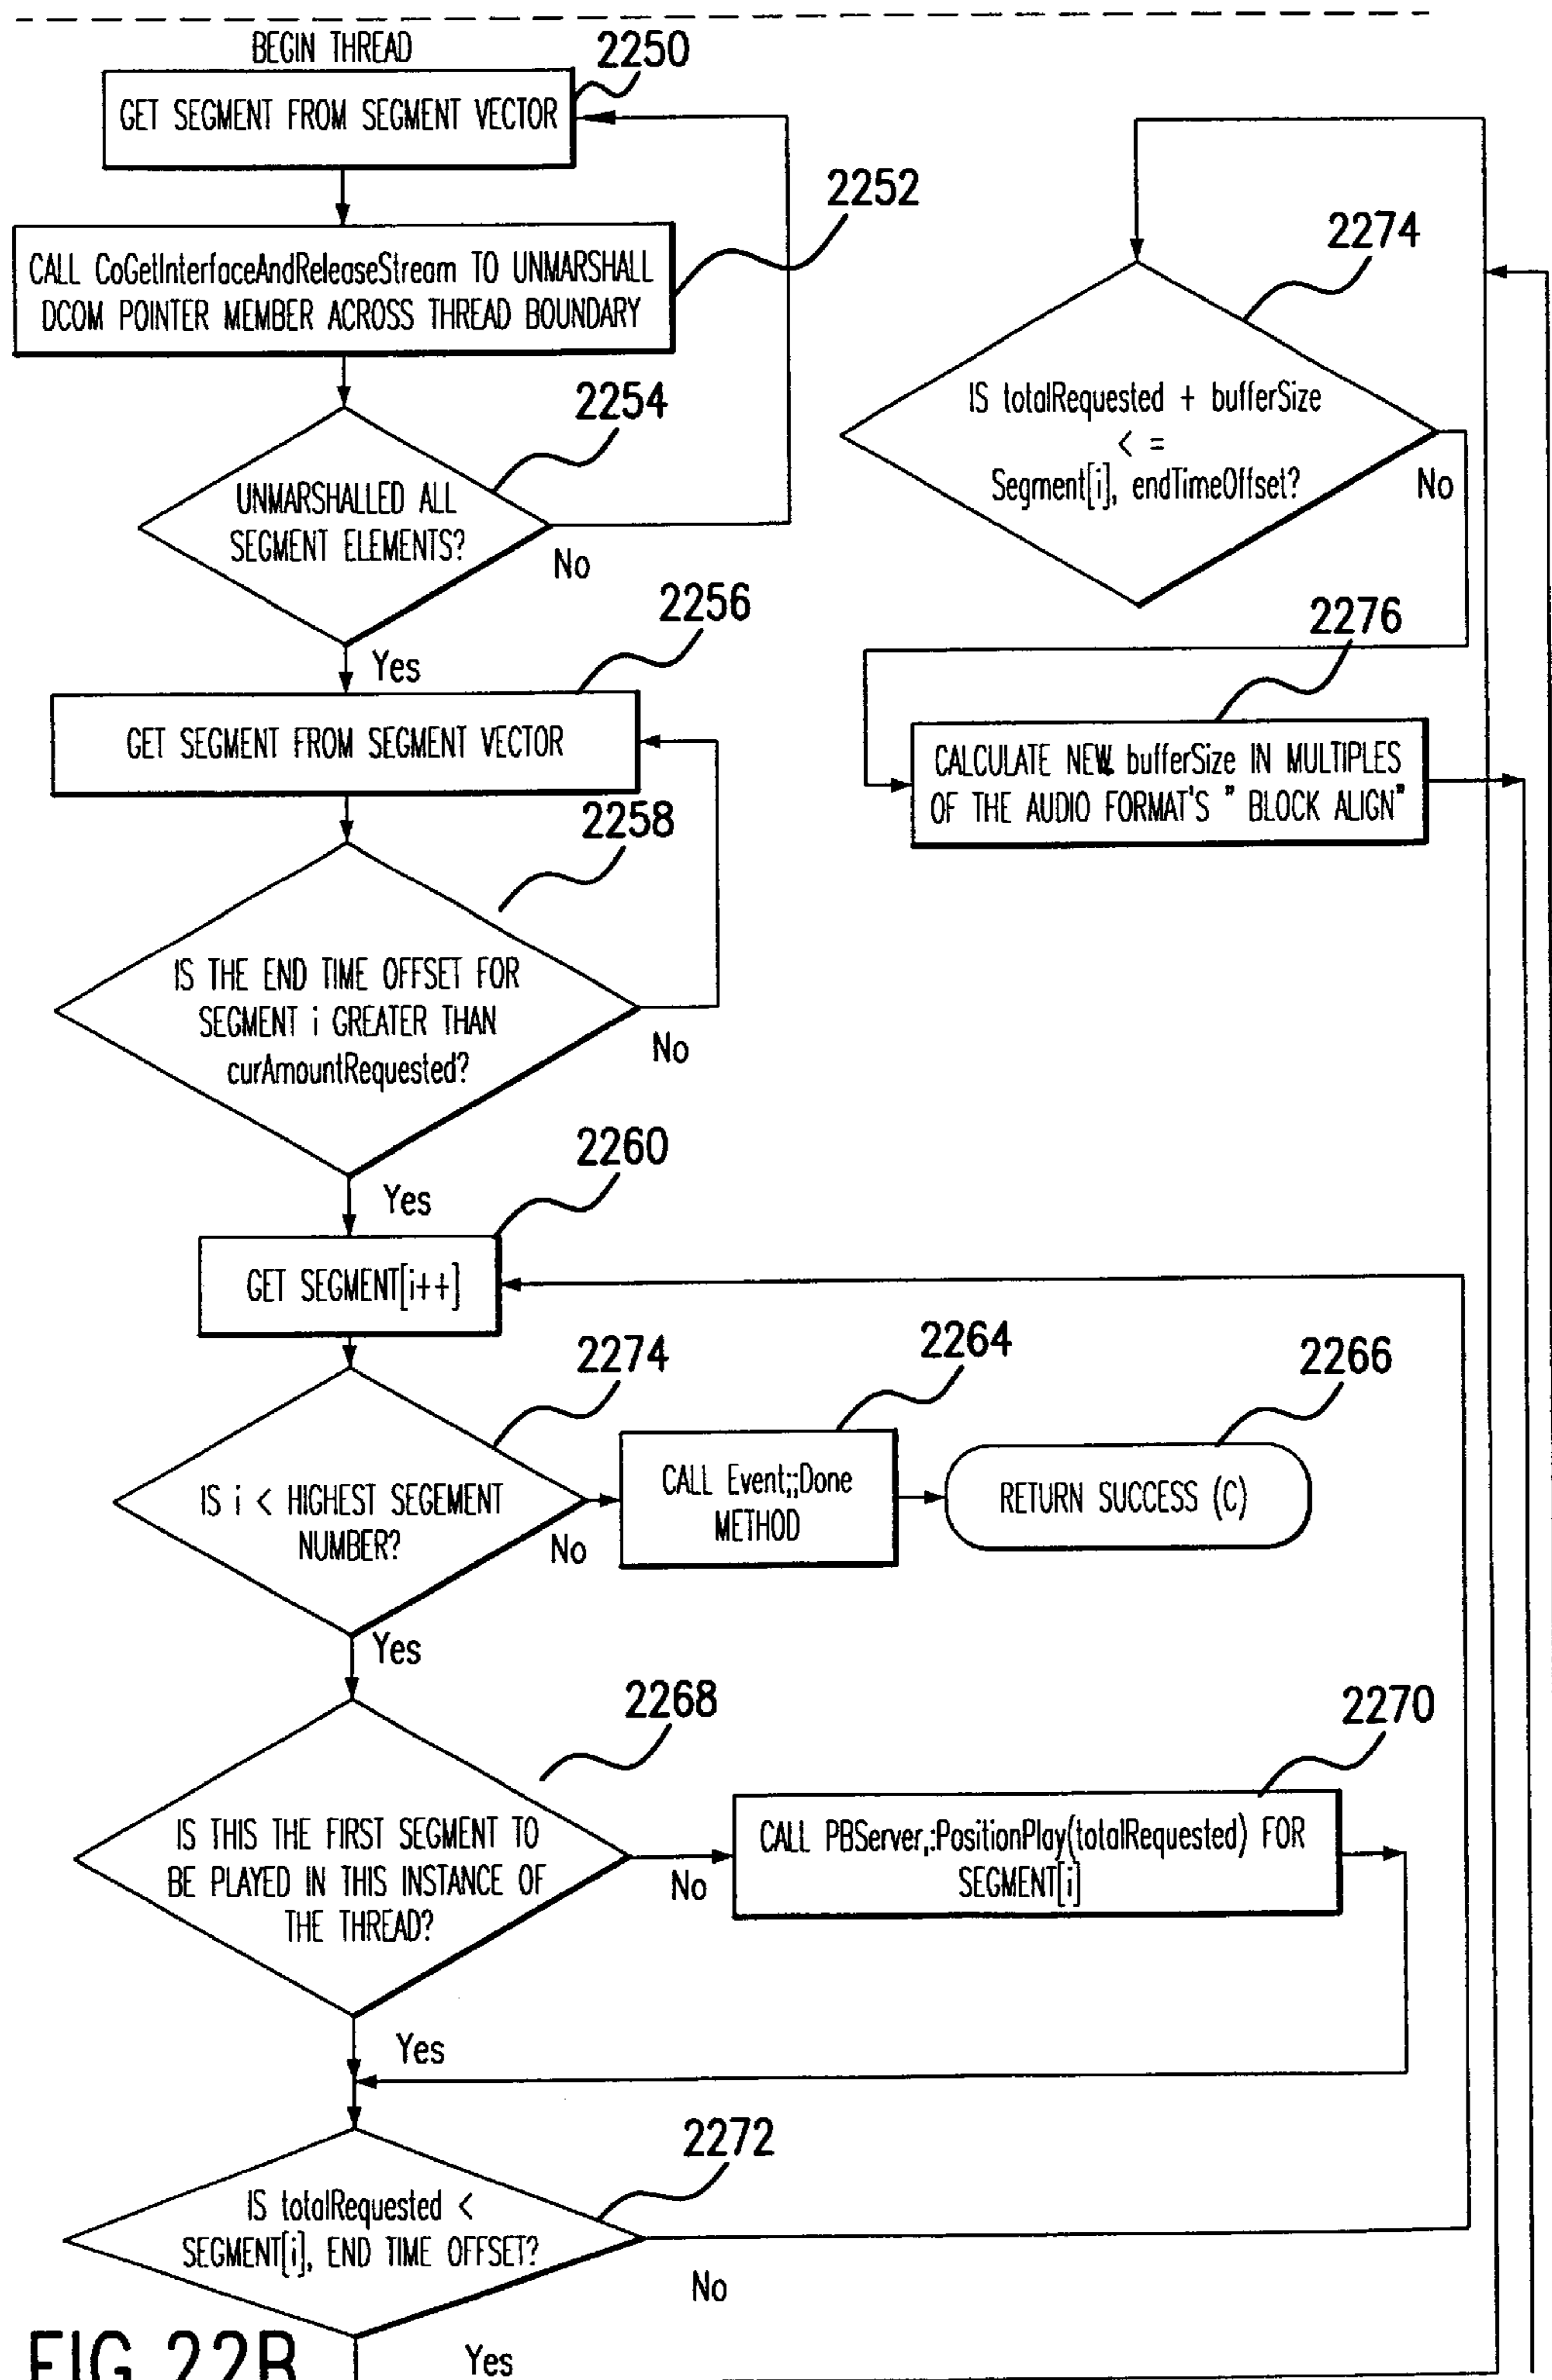 BEGIN THREAD
2250
GET SEGMENT FROM SEGMENT VECTOR
2252
CALL CoGetInterfaceAndReleaseStream TO UNMARSHALL
DCOM POINTER MEMBER ACROSS THREAD BOUNDARY
2254
UNMARSHALLED ALL
SEGMENT ELEMENTS?
No
Yes
2256
GET SEGMENT FROM SEGMENT VECTOR
2258
IS THE END TIME OFFSET FOR
SEGMENT i GREATER THAN
curAmountRequested?
No
Yes
2260
GET SEGMENT[i++]
2274
IS i < HIGHEST SEGEMENT
NUMBER?
No
Yes
2264
CALL Event;;Done
METHOD
2266
RETURN SUCCESS (C)
2268
IS THIS THE FIRST SEGMENT TO
BE PLAYED IN THIS INSTANCE OF
THE THREAD?
No
Yes
2270
CALL PBServer,:PositionPlay(totalRequested) FOR
SEGMENT[i]
2272
IS totalRequested <
SEGMENT[i], END TIME OFFSET?
No
Yes
2274
IS totalRequested + bufferSize
< =
Segment[i], endTimeOffset?
No
2276
CALCULATE NEW bufferSize IN MULTIPLES
OF THE AUDIO FORMAT'S " BLOCK ALIGN"
FIG.22B